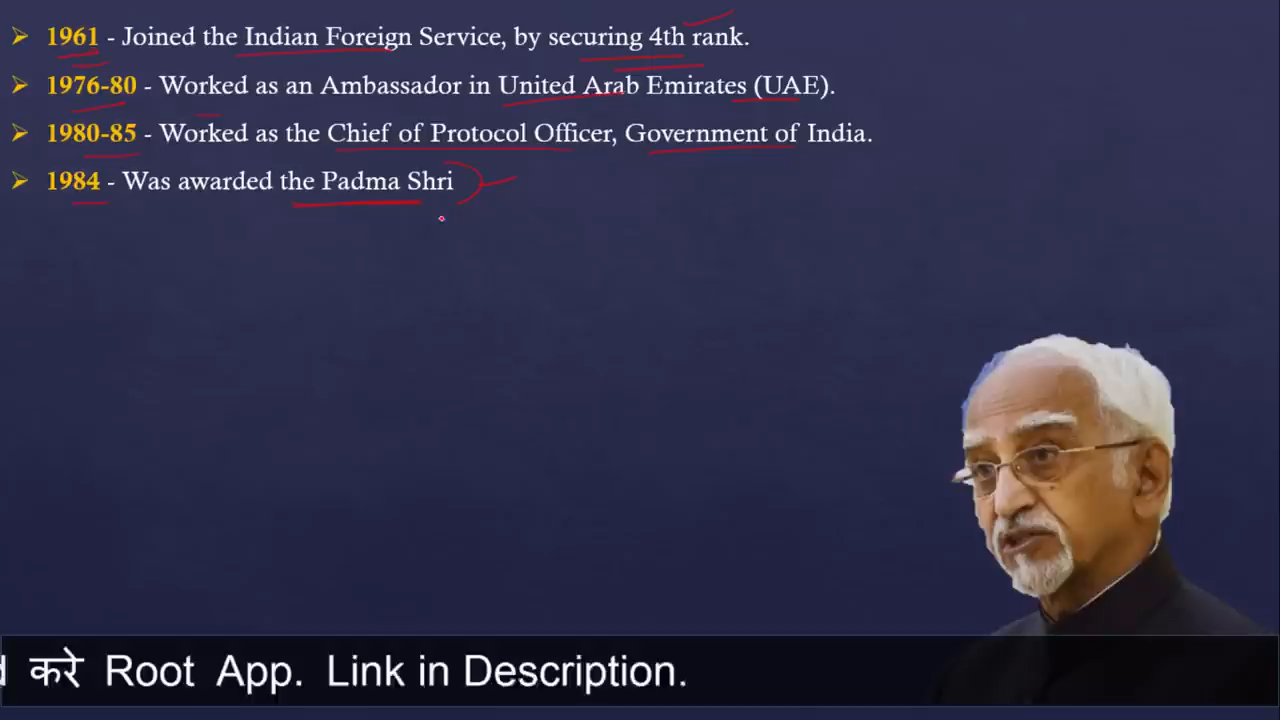 ➤ 1961 - Joined the Indian Foreign Service, by securing 4th rank.
➤ 1976-80 - Worked as an Ambassador in United Arab Emirates (UAE).
➤ 1980-85 - Worked as the Chief of Protocol Officer, Government of India.
➤ 1984 - Was awarded the Padma Shri
करे Root App. Link in Description.